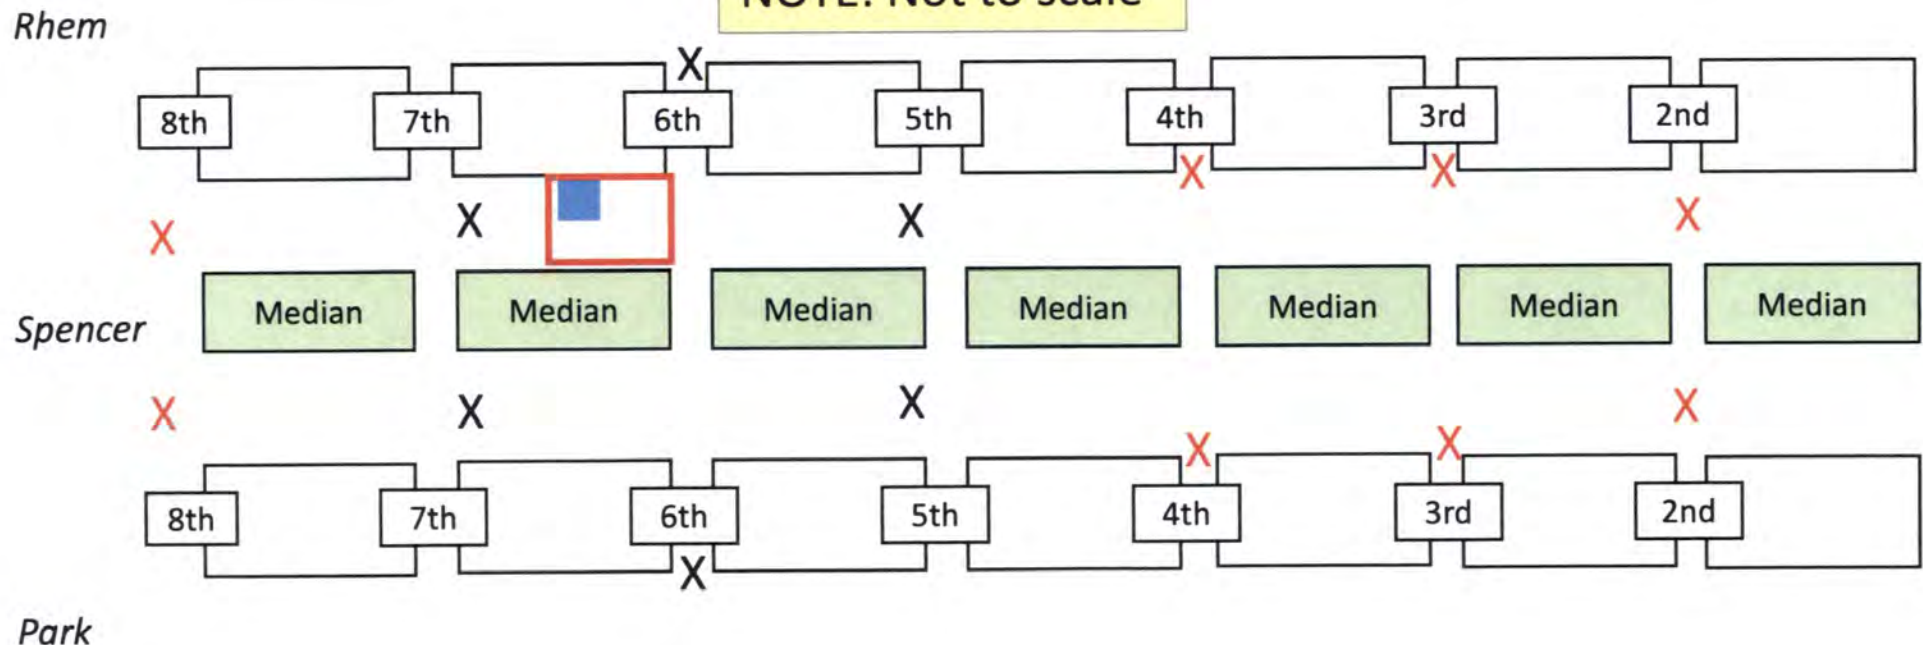 NOTE: Not to scale
Rhem
X
8th 7th 6th 5th 4th 3rd 2nd
X X
X X X X
Median Median Median Median Median Median Median
Spencer
X X X X
X X
8th 7th 6th 5th 4th 3rd 2nd
X
Park